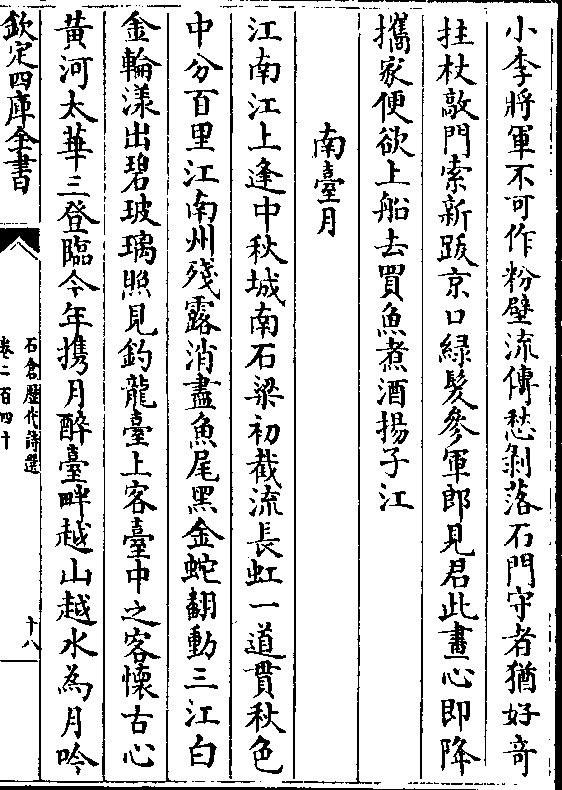 小李將軍不可作粉壁流傳愁剝落石門守者猶好竒
拄杖敲門索新跋京口緑髮參軍郎見君此畫心即降
攜家便欲上船去買魚煮酒揚子江
南臺月
江南江上逢中秋城南石梁初截流長虹一道貫秋色
中分百里江南州殘露消盡魚尾黑金蛇翻動三江白
金輪漾出碧玻瓈照見釣龍臺上客臺中之客懷古心
黄河太華三登臨今年攜月醉臺畔越山越水為月吟
欽定四庫全書
石倉歷代詩選
卷二百四十
十八